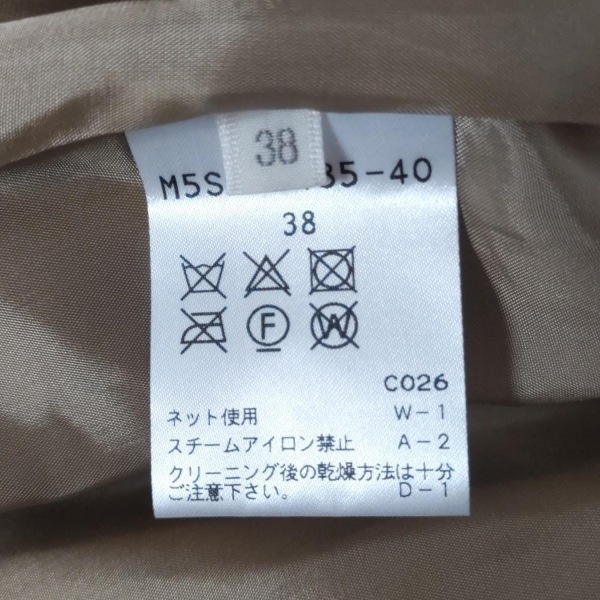 38
M5S 35-40
38
F
W
C026
ネット使用 W-1
スチームアイロン禁止 A-2
クリーニング後の乾燥方法は十分
ご注意下さい。 D-1